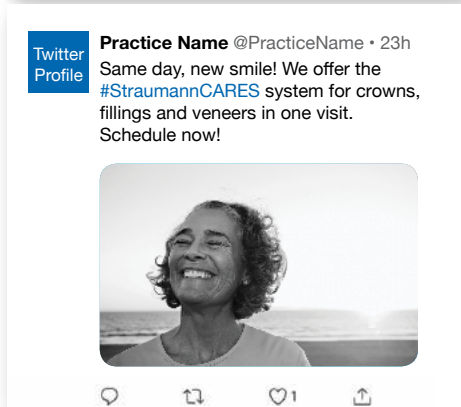 Twitter
Profile
Practice Name @PracticeName • 23h
Same day, new smile! We offer the
#StraumannCARES system for crowns,
fillings and veneers in one visit.
Schedule now!
1